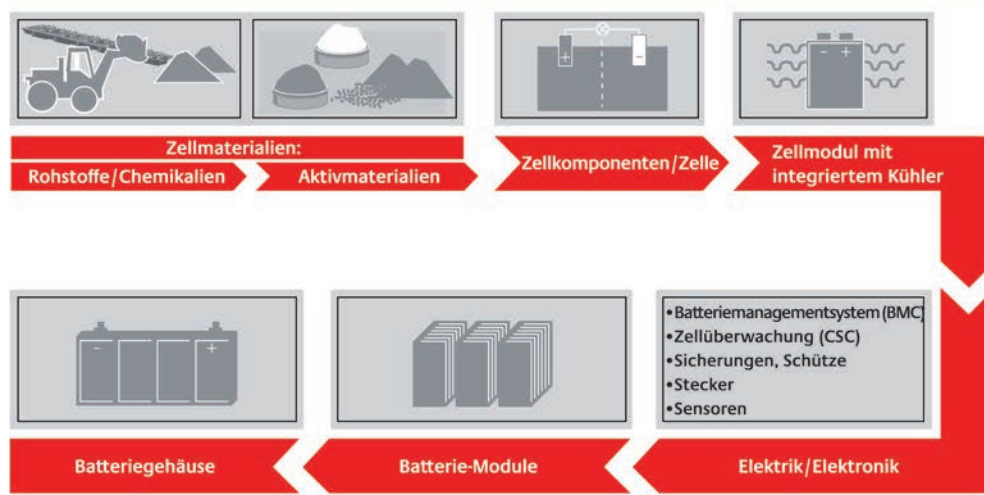 Zellmaterialien:
Rohstoffe/Chemikalien
Aktivmaterialien
+
-
Zellkomponenten/Zelle
- +
Zellmodul mit
integriertem Kühler
•Batteriemanagementsystem (BMC)
•Zellüberwachung (CSC)
•Sicherungen, Schütze
•Stecker
•Sensoren
Elektrik/Elektronik
Batterie-Module
- +
Batteriegehäuse